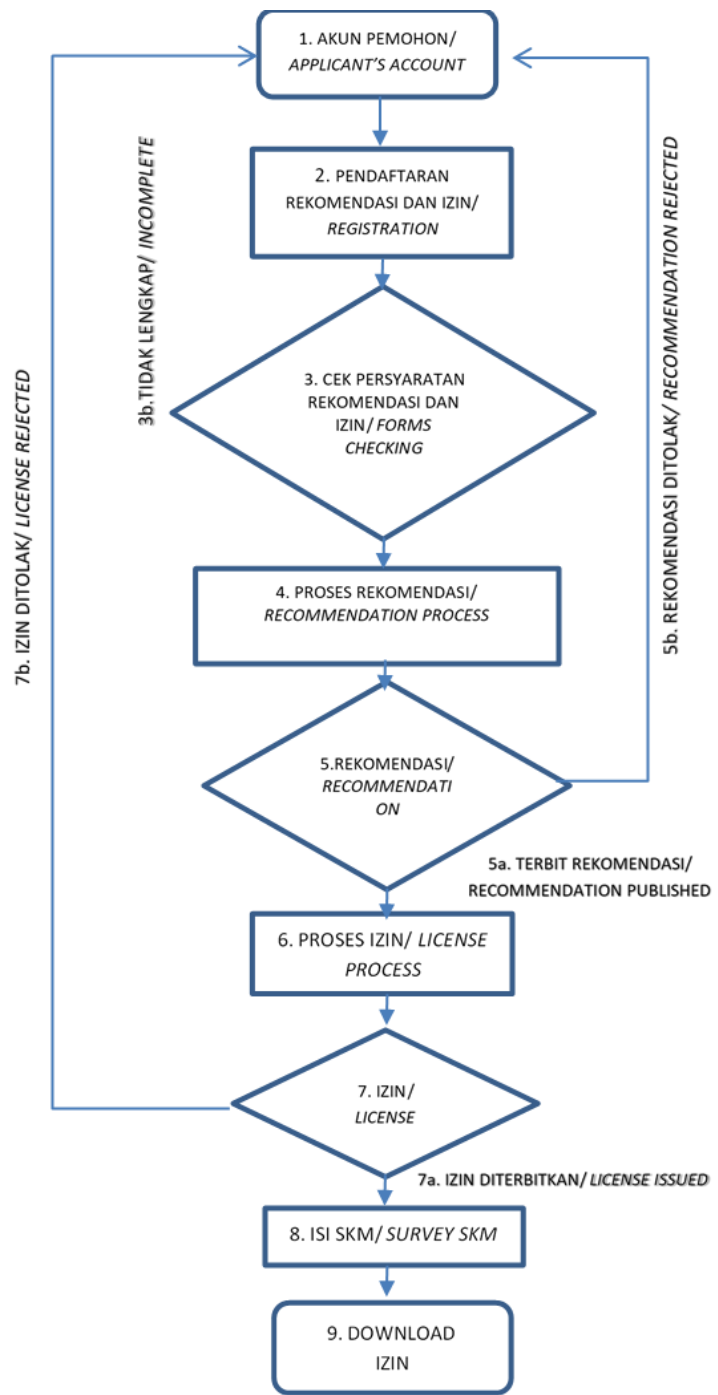 1. AKUN PEMOHON/
APPLICANT'S ACCOUNT
2. PENDAFTARAN
REKOMENDASI DAN IZIN/
REGISTRATION
3b.TIDAK LENGKAP/ INCOMPLETE
3. CEK PERSYARATAN
REKOMENDASI DAN
IZIN/ FORMS
CHECKING
5b. REKOMENDASI DITOLAK/ RECOMMENDATION REJECTED
7b. IZIN DITOLAK/ LICENSE REJECTED
4. PROSES REKOMENDASI/
RECOMMENDATION PROCESS
5.REKOMENDASI/
RECOMMENDATI
ON
5a. TERBIT REKOMENDASI/
RECOMMENDATION PUBLISHED
6. PROSES IZIN/ LICENSE
PROCESS
7. IZIN/
LICENSE
7a. IZIN DITERBITKAN/ LICENSE ISSUED
8. ISI SKM/ SURVEY SKM
9. DOWNLOAD
IZIN